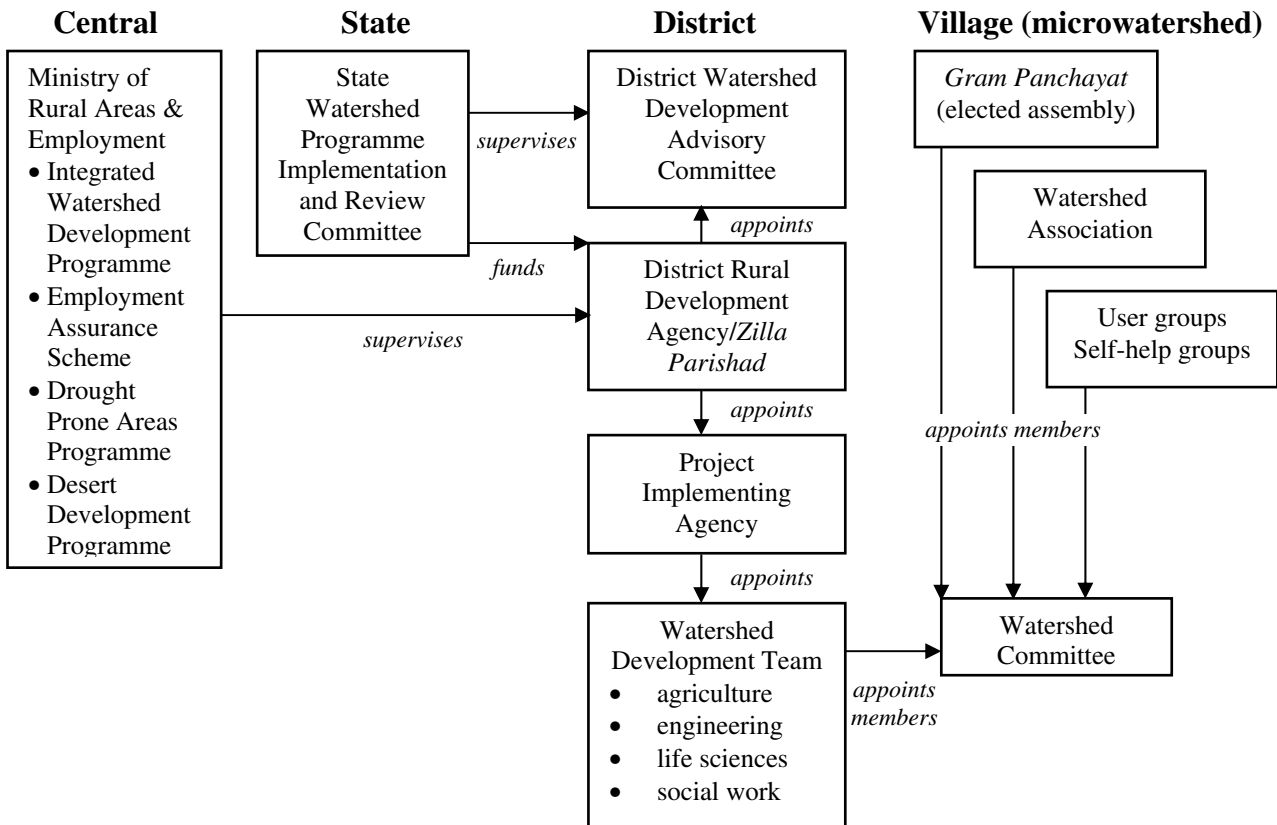 Central
State
District
Village (microwatershed)
Ministry of
Rural Areas &
Employment
• Integrated
Watershed
Development
Programme
• Employment
Assurance
Scheme
• Drought
Prone Areas
Programme
• Desert
Development
Programme
State
Watershed
Programme
Implementation
and Review
Committee
supervises
funds
supervises
District Watershed
Development
Advisory
Committee
appoints
District Rural
Development
Agency/Zilla
Parishad
appoints
Project
Implementing
Agency
appoints
Watershed
Development Team
• agriculture
• engineering
• life sciences
• social work
appoints
members
Gram Panchayat
(elected assembly)
Watershed
Association
User groups
Self-help groups
appoints members
Watershed
Committee